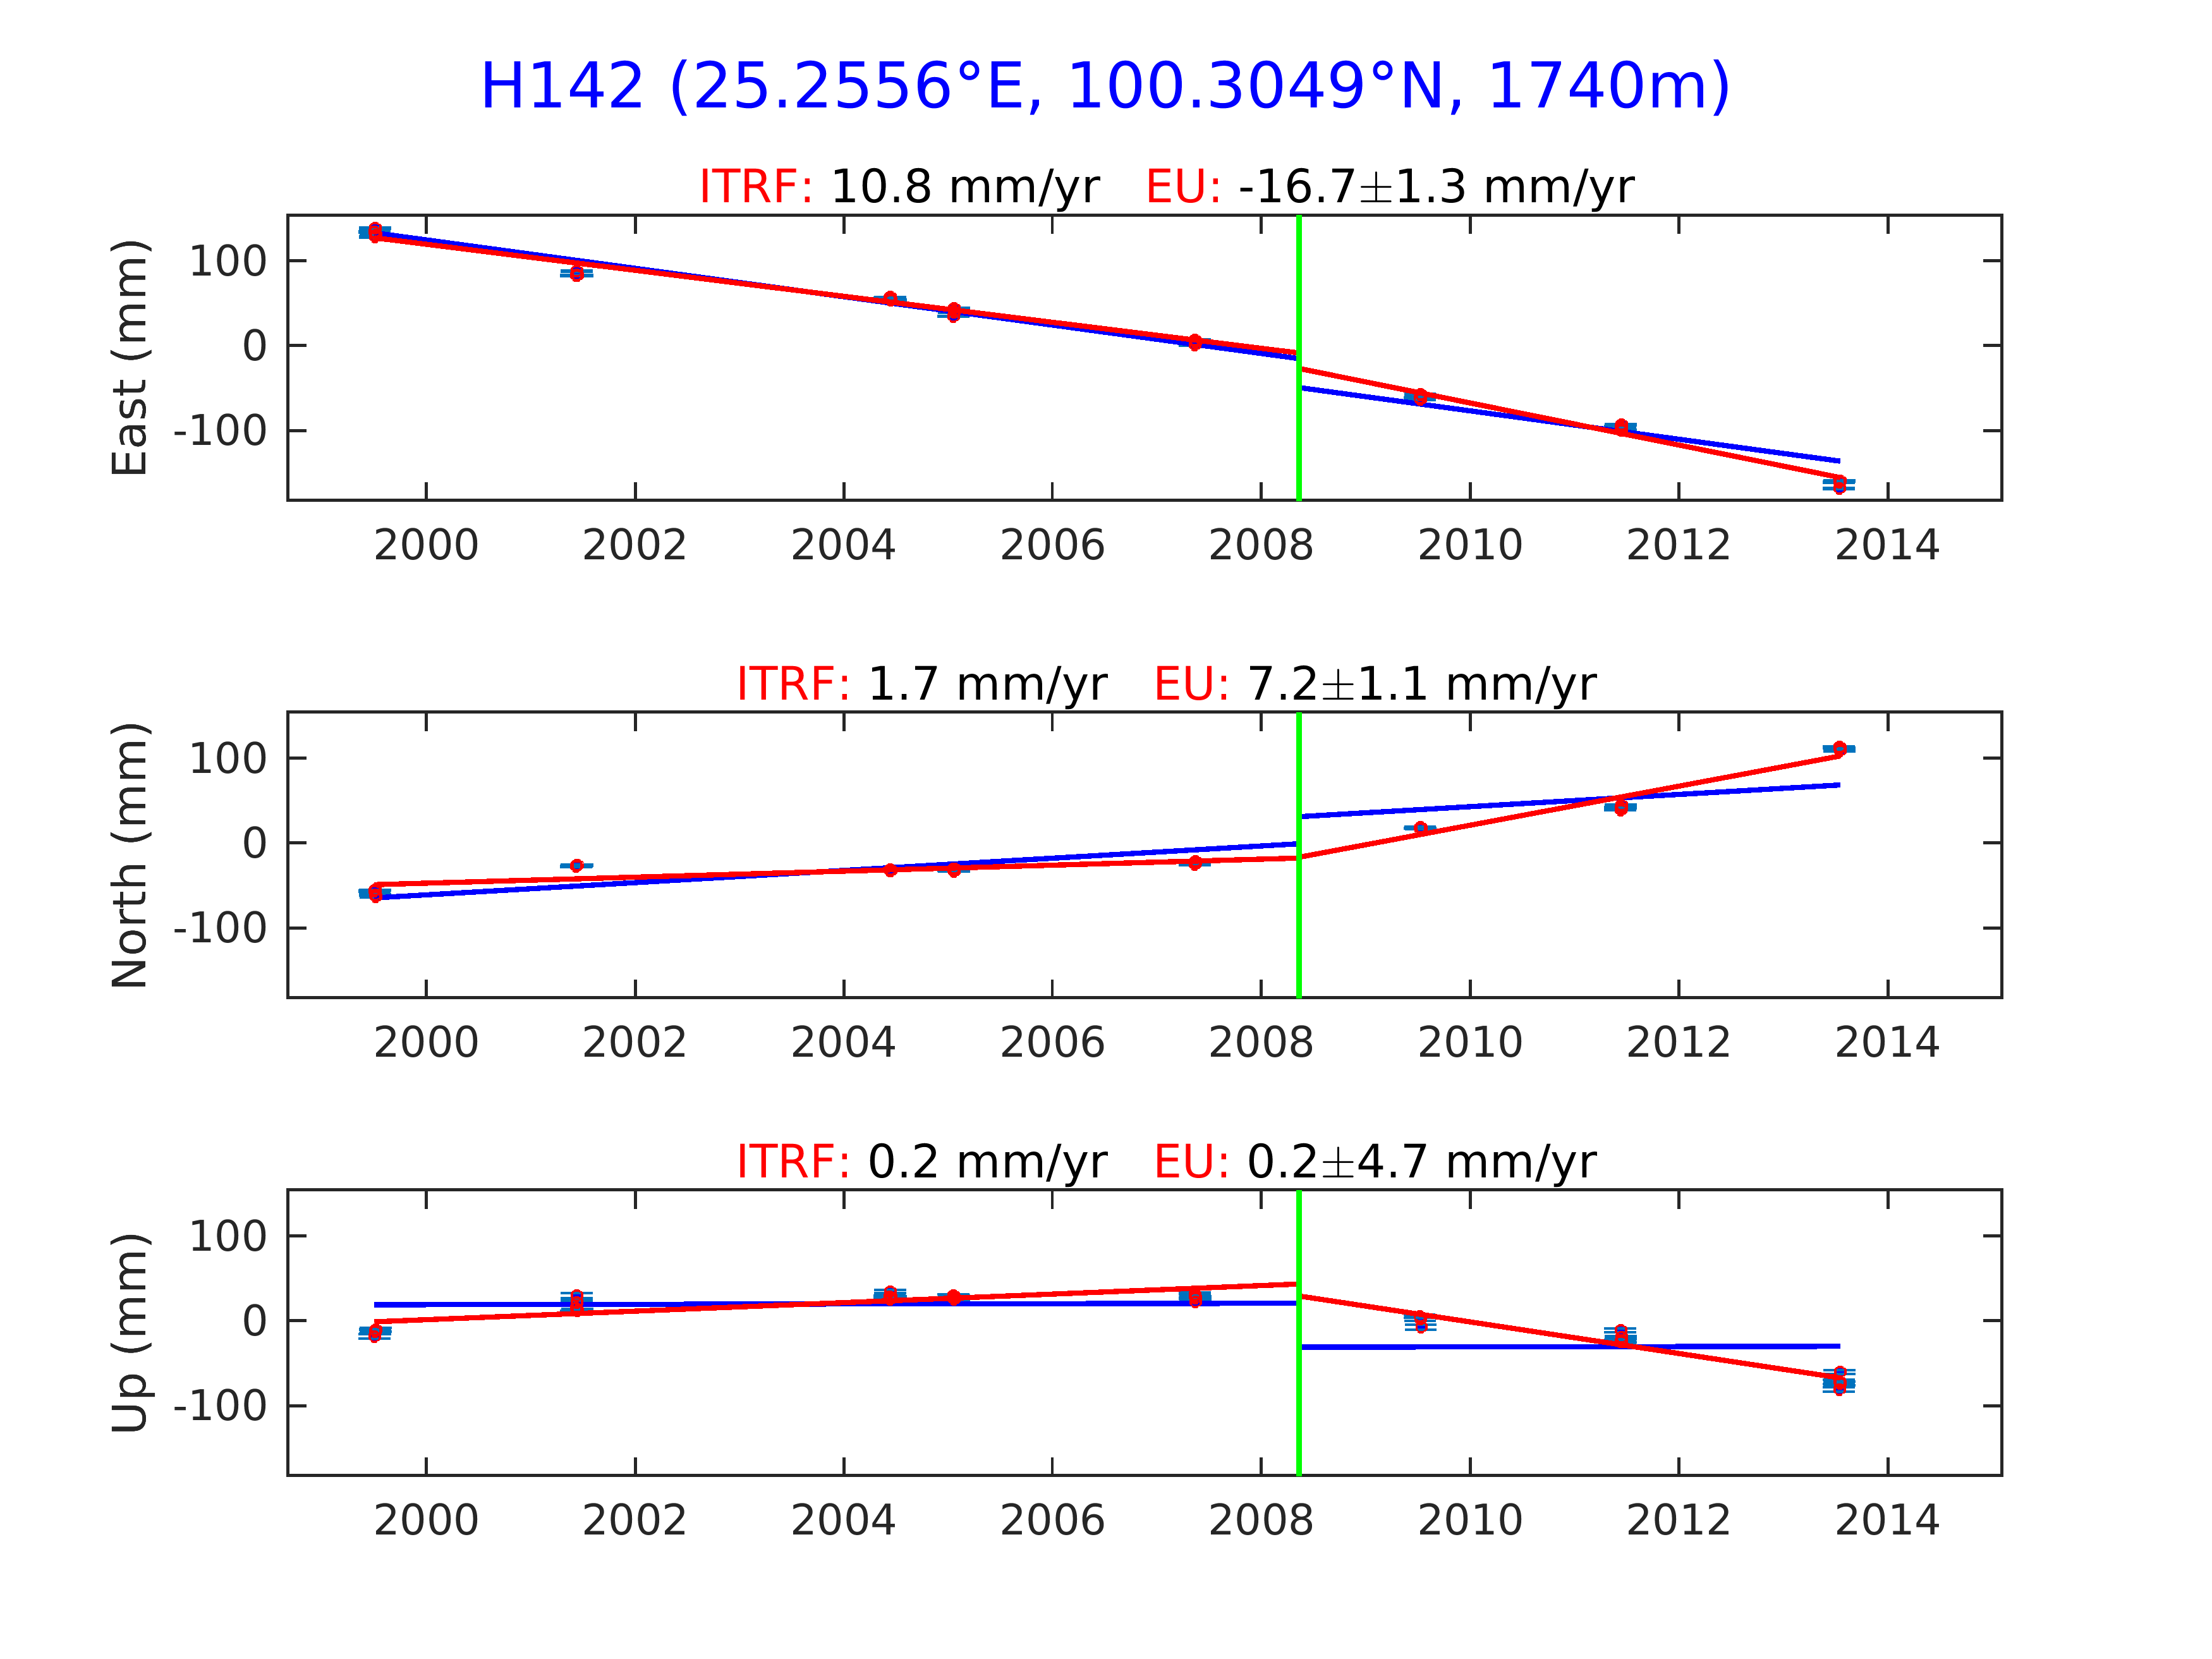 H142 (25.2556°E, 100.3049°N, 1740m)
ITRF: 10.8 mm/yr EU: -16.7±1.3 mm/yr
East (mm)
100
0
-100
2000 2002 2004 2006 2008 2010 2012 2014
ITRF: 1.7 mm/yr EU: 7.2±1.1 mm/yr
North (mm)
100
0
-100
2000 2002 2004 2006 2008 2010 2012 2014
ITRF: 0.2 mm/yr EU: 0.2±4.7 mm/yr
Up (mm)
100
0
-100
2000 2002 2004 2006 2008 2010 2012 2014